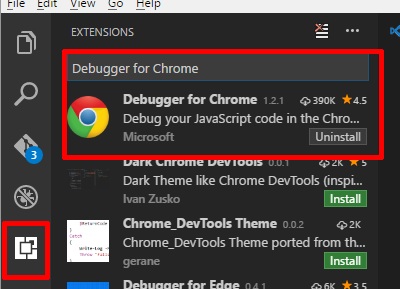 File Edit View Go Help
EXTENSIONS
Debugger for Chrome
Debugger for Chrome 1.2.1 390K 4.5
Debug your JavaScript code in the Chro...
Microsoft Uninstall
3
Dark Chrome DevTools 0.0.1 2K 5
Dark Theme like Chrome DevTools (inspi...
Ivan Zusko Install
Chrome_DevTools Theme 0.0.2 2K
Chrome_DevTools Theme ported from th...
gerane Install
Debugger for Edge 0.4.1 6K 3.5